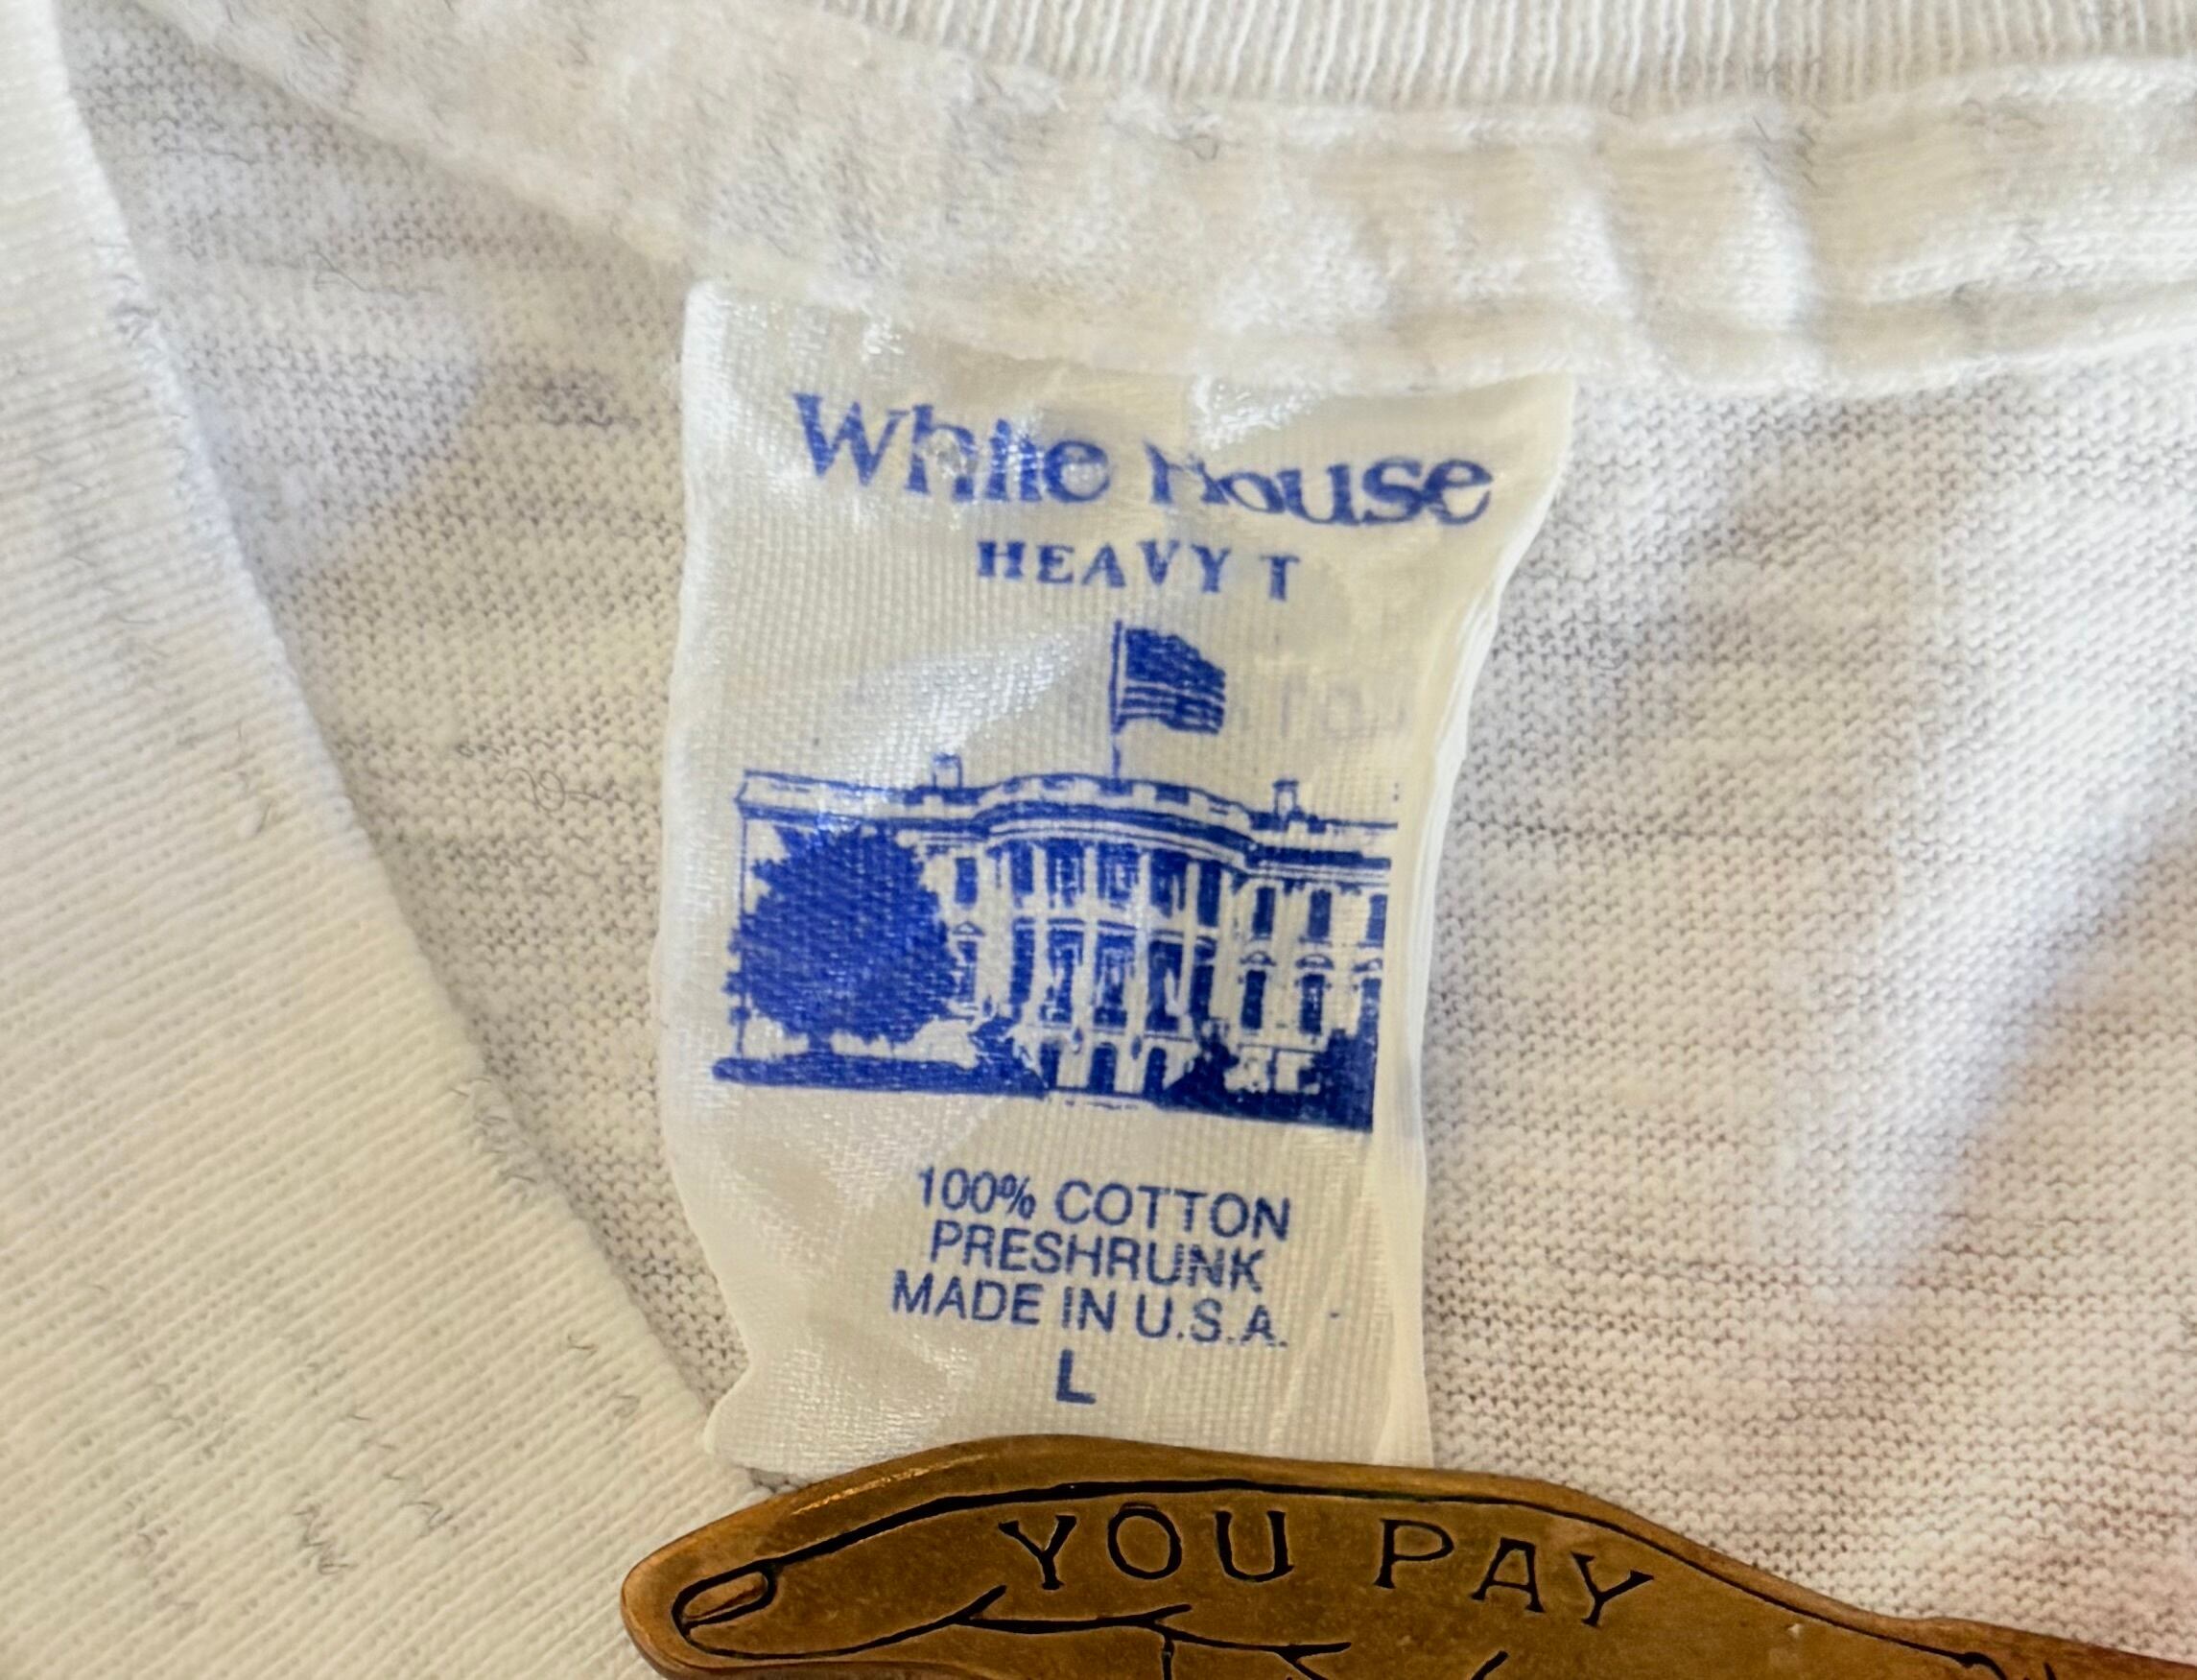 White House
HEAVY T
100% COTTON
PRESHRUNK
MADE IN U.S.A.
L
YOU PAY